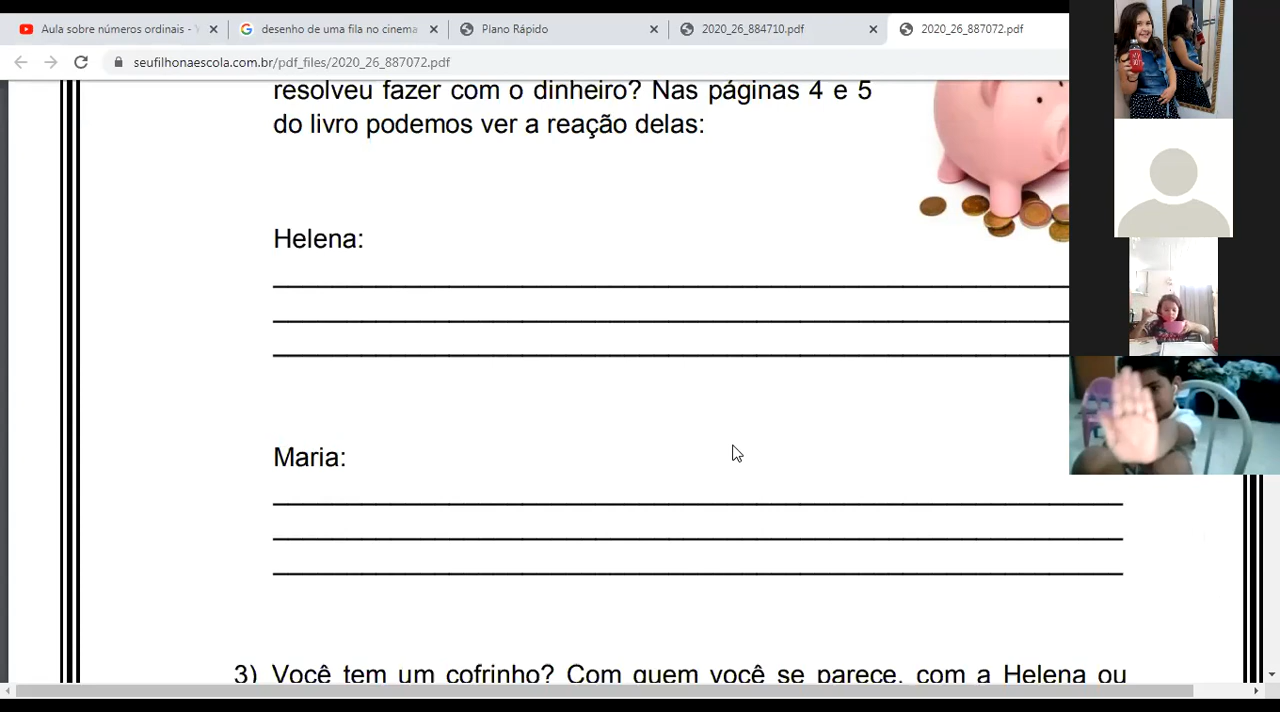 Aula sobre números ordinais - Y
desenho de uma fila no cinema
Plano Rápido
2020_26_884710.pdf
2020_26_887072.pdf
seufilhonaescola.com.br/pdf_files/2020_26_887072.pdf
resolveu fazer com o dinheiro? Nas páginas 4 e 5
do livro podemos ver a reação delas:
Helena:
Maria:
3) Você tem um cofrinho? Com quem você se parece, com a Helena ou